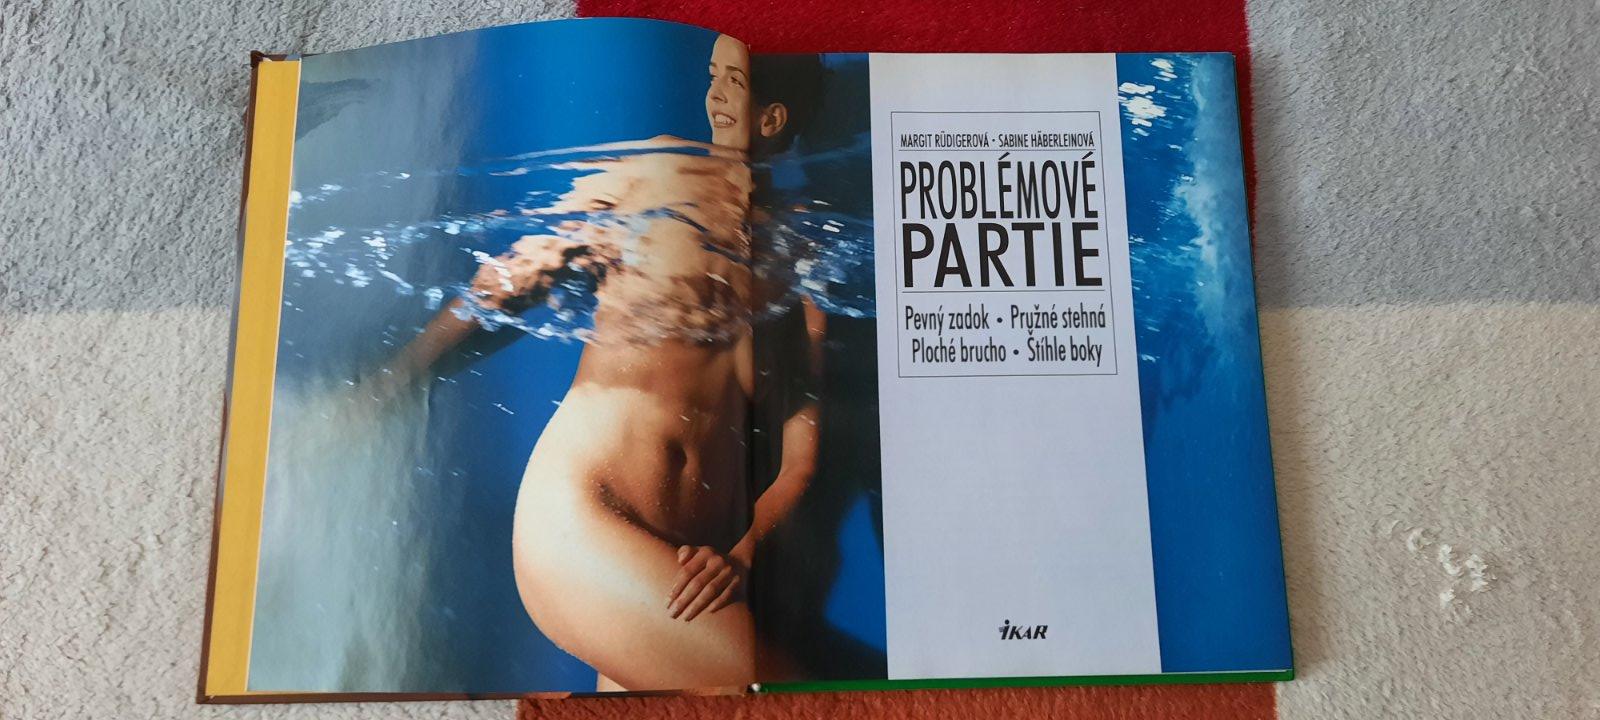 MARGIT RÜDIGEROVÁ • SABINE HÄBERLEINOVÁ
PROBLÉMOVÉ
PARTIE
Pevný zadok • Pružné stehná
Ploché brucho • Štíhle boky
IKAR